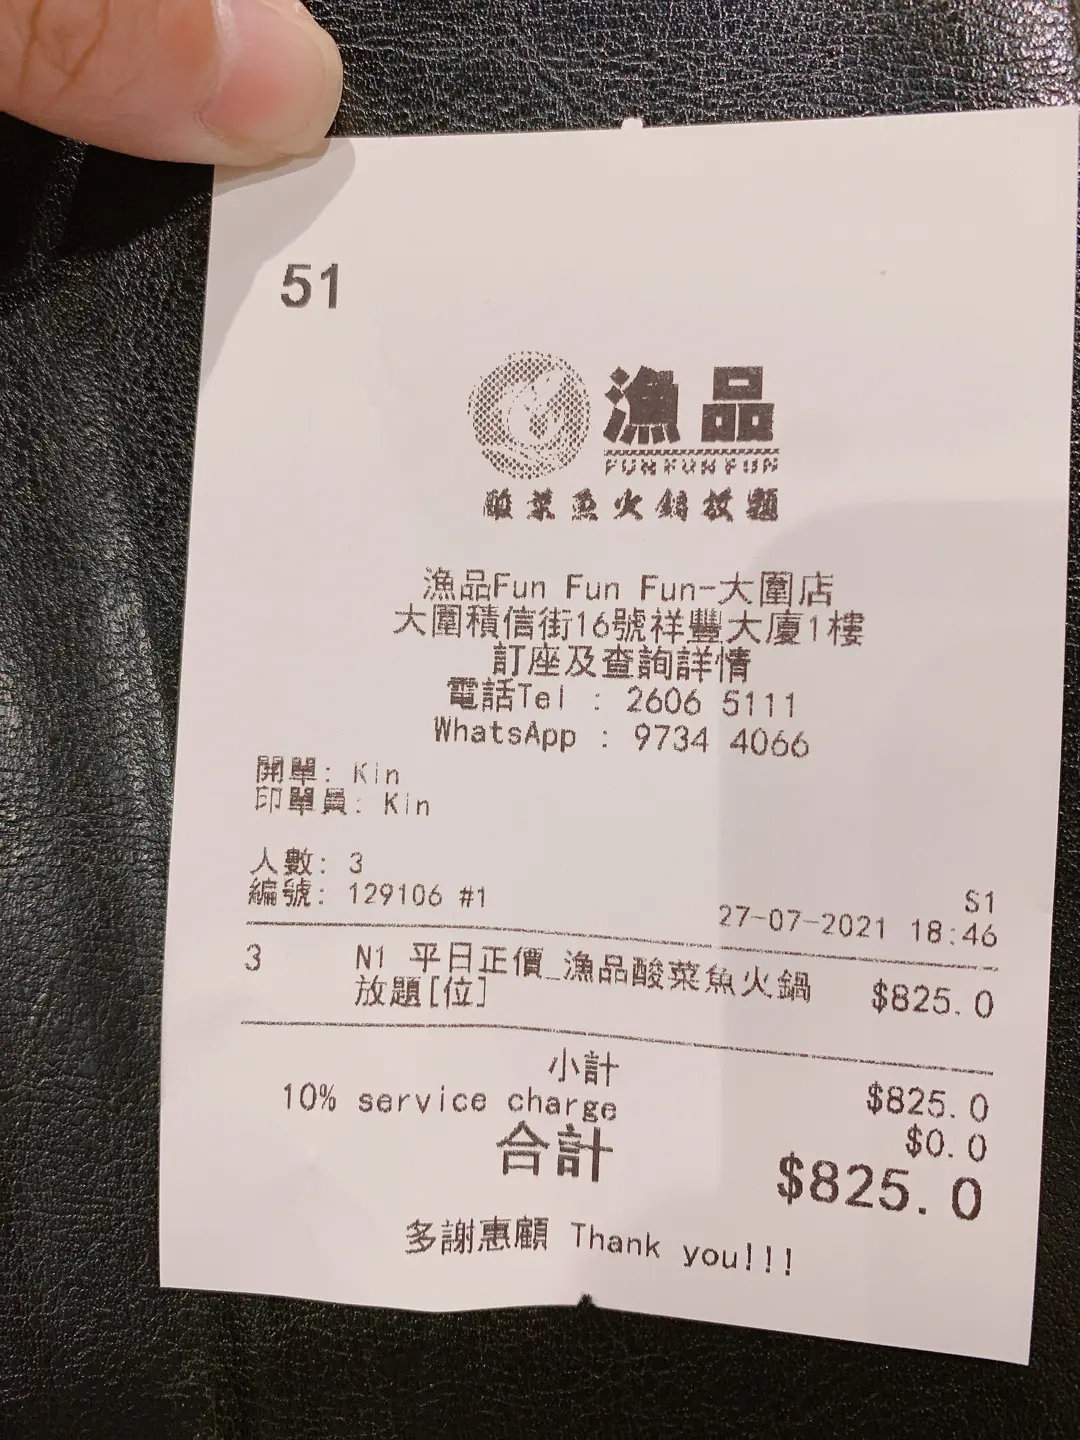 51
漁品
FUN FUN FUN
酸菜魚火鍋放題
漁品Fun Fun Fun-大圍店
大圍積信街16號祥豐大廈1樓
訂座及查詢詳情
電話Tel : 2606 5111
WhatsApp : 9734 4066
開單: Kin
印單員: Kin
人數: 3
編號: 129106 #1
S1
27-07-2021 18:46
3 N1 平日正價_漁品酸菜魚火鍋 $825.0
放題[位]
小計 $825.0
10% service charge $0.0
合計 $825.0
多謝惠顧 Thank you!!!